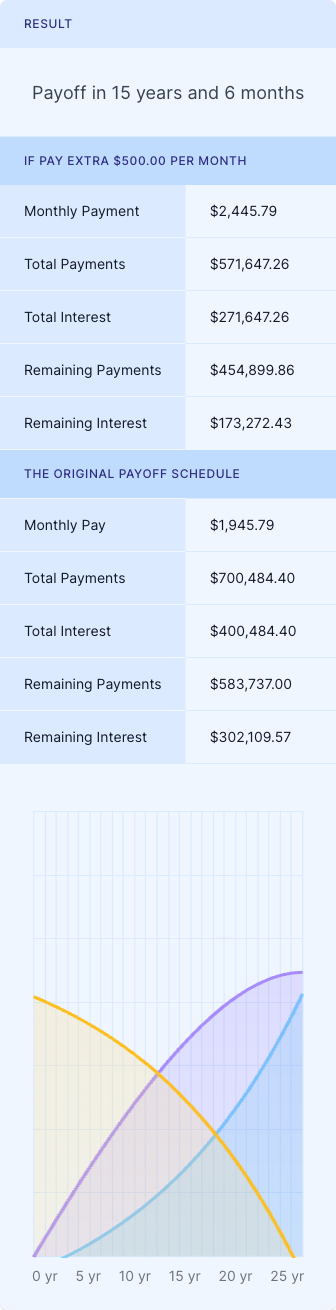 RESULT
Payoff in 15 years and 6 months
IF PAY EXTRA $500.00 PER MONTH
Monthly Payment $2,445.79
Total Payments $571,647.26
Total Interest $271,647.26
Remaining Payments $454,899.86
Remaining Interest $173,272.43
THE ORIGINAL PAYOFF SCHEDULE
Monthly Pay $1,945.79
Total Payments $700,484.40
Total Interest $400,484.40
Remaining Payments $583,737.00
Remaining Interest $302,109.57
0 yr 5 yr 10 yr 15 yr 20 yr 25 yr